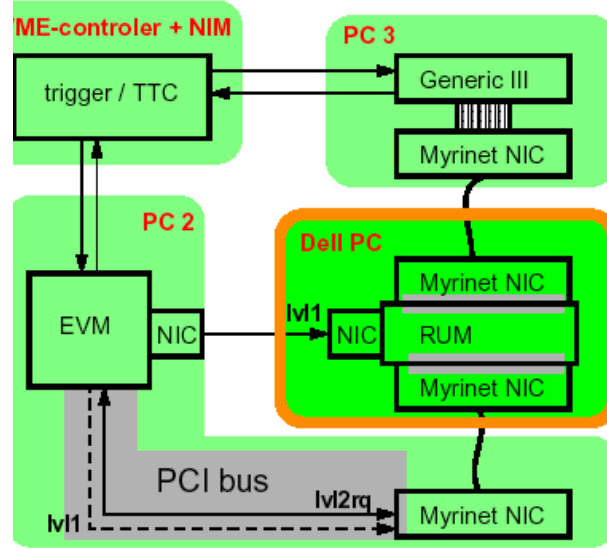 VME-controler + NIM
PC 3
trigger / TTC
Generic III
Myrinet NIC
PC 2
Dell PC
Myrinet NIC
EVM
NIC
lvl1
NIC
RUM
Myrinet NIC
PCI bus
lvl2rq
lvl1
Myrinet NIC